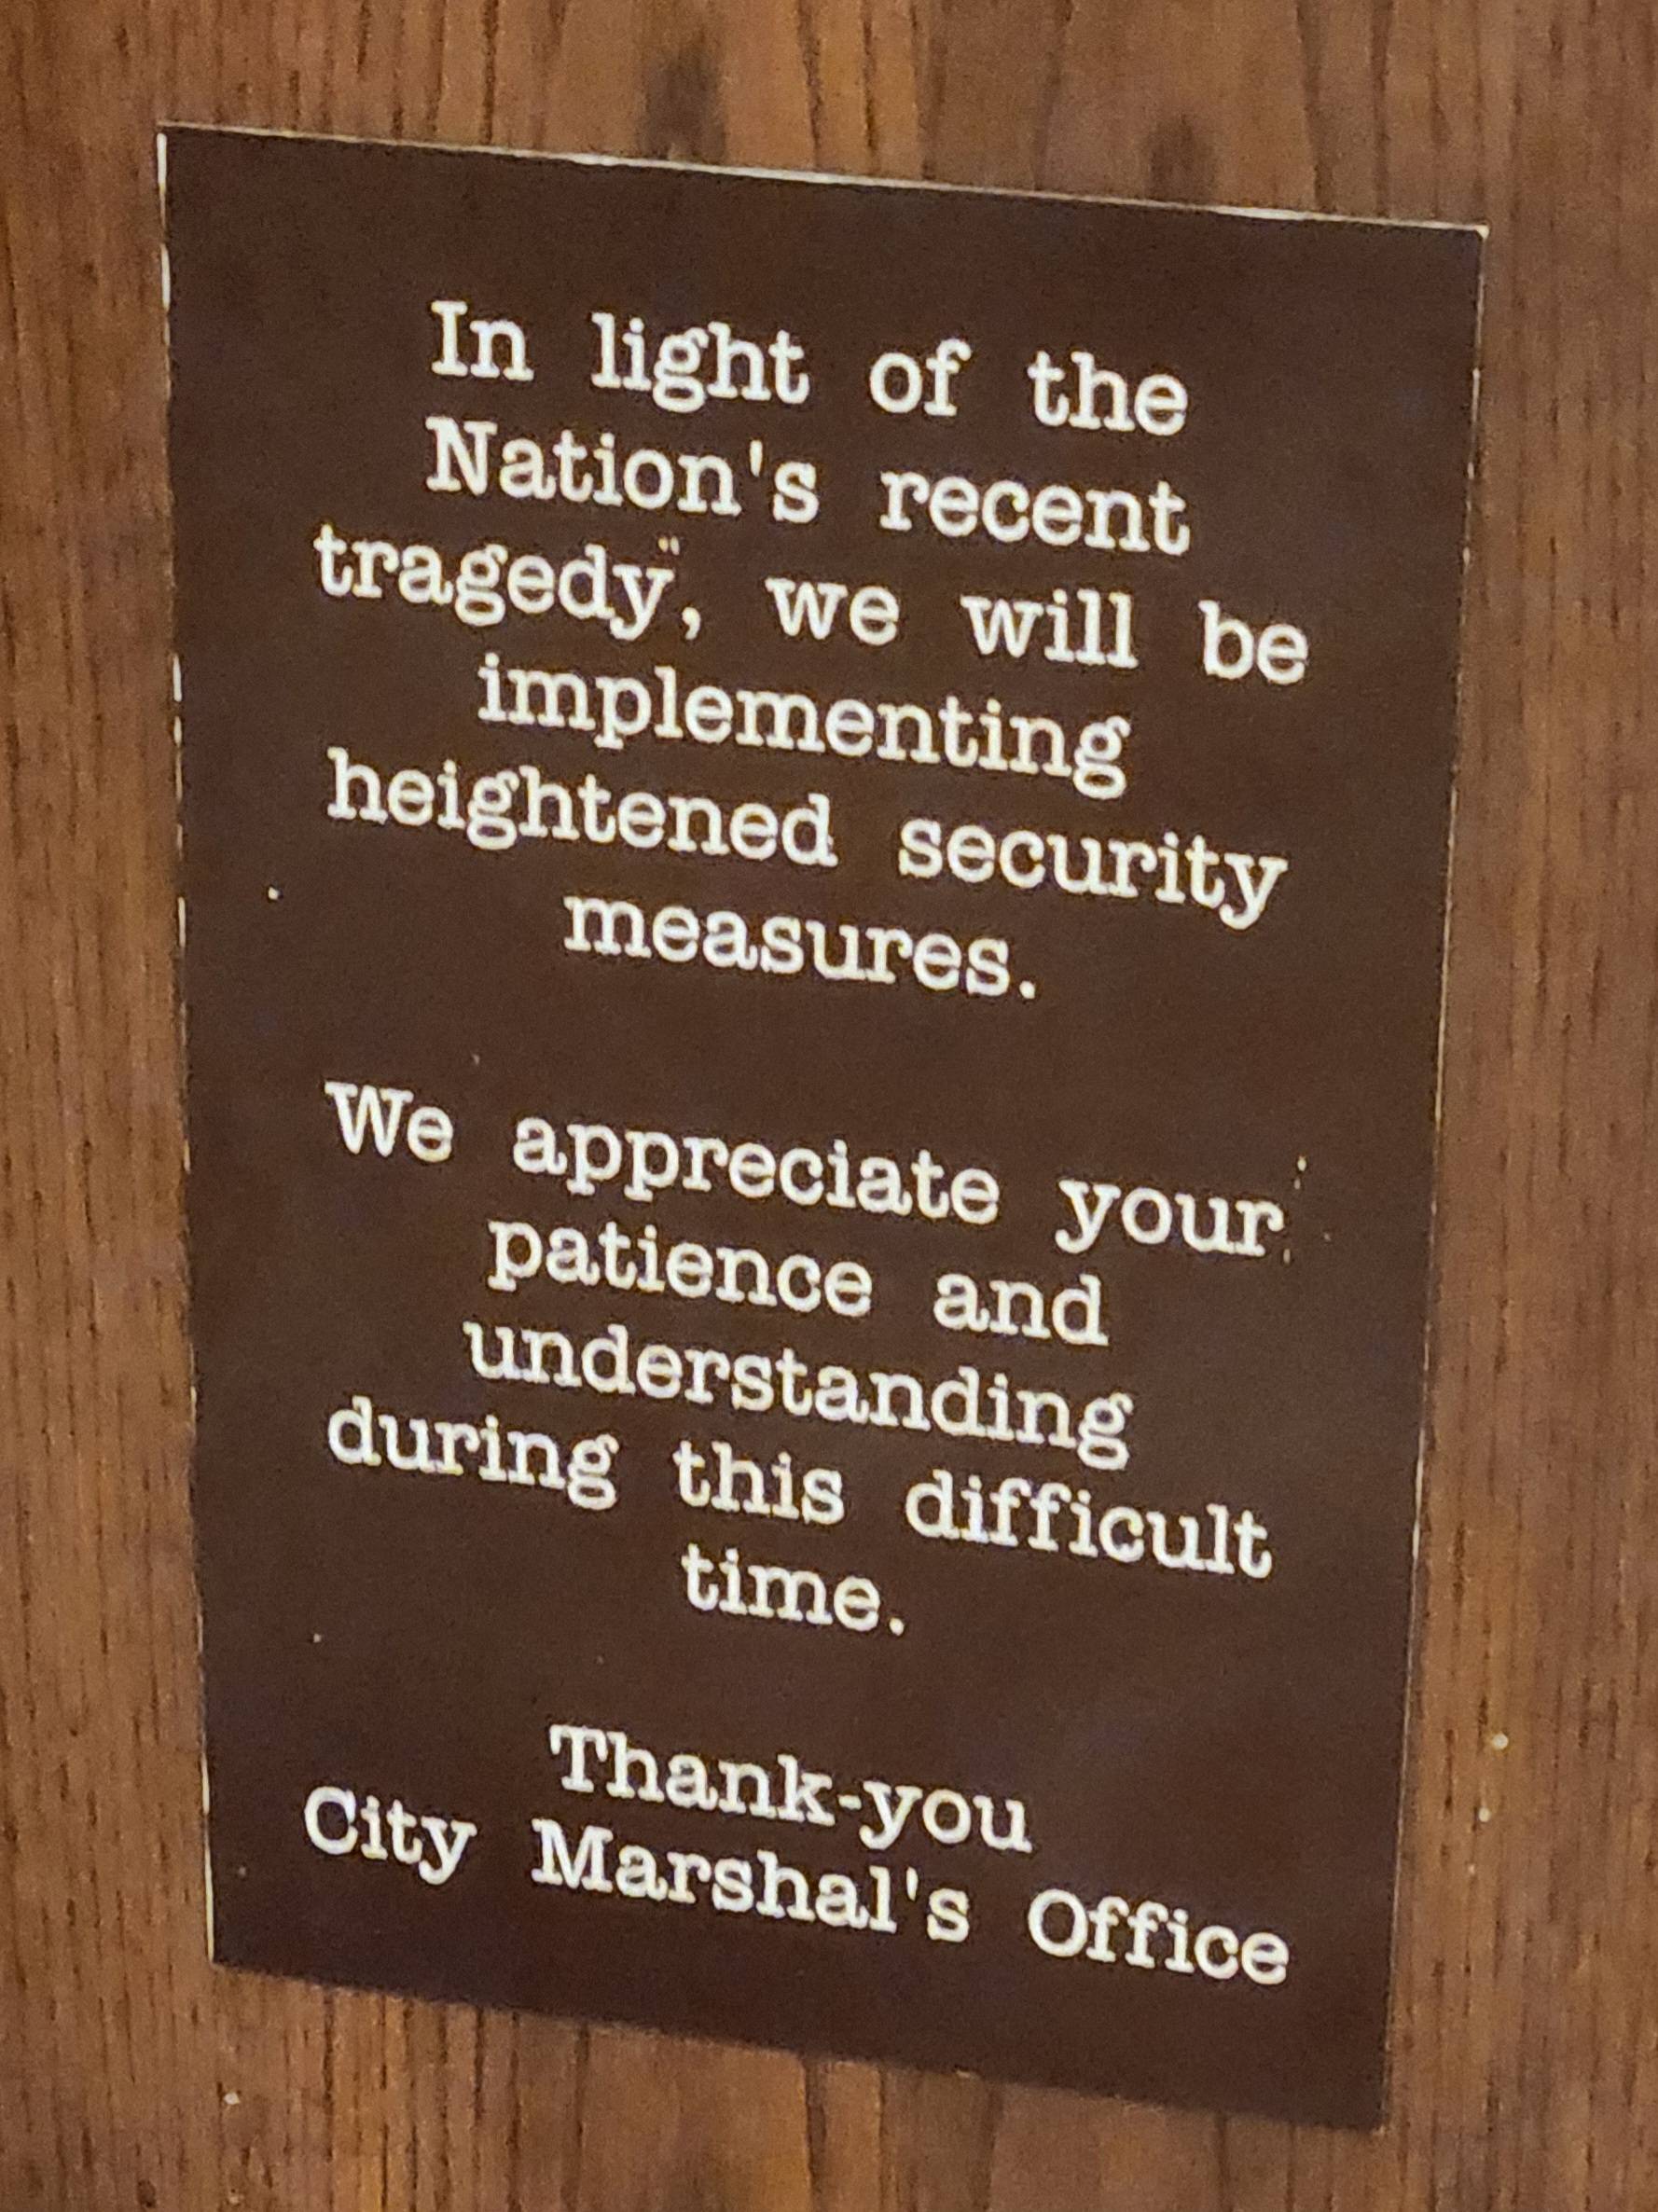 In light of the
Nation's recent
tragedy, we will be
implementing
heightened security
measures.
We appreciate your
patience and
understanding
during this difficult
time.
Thank-you
City Marshal's Office